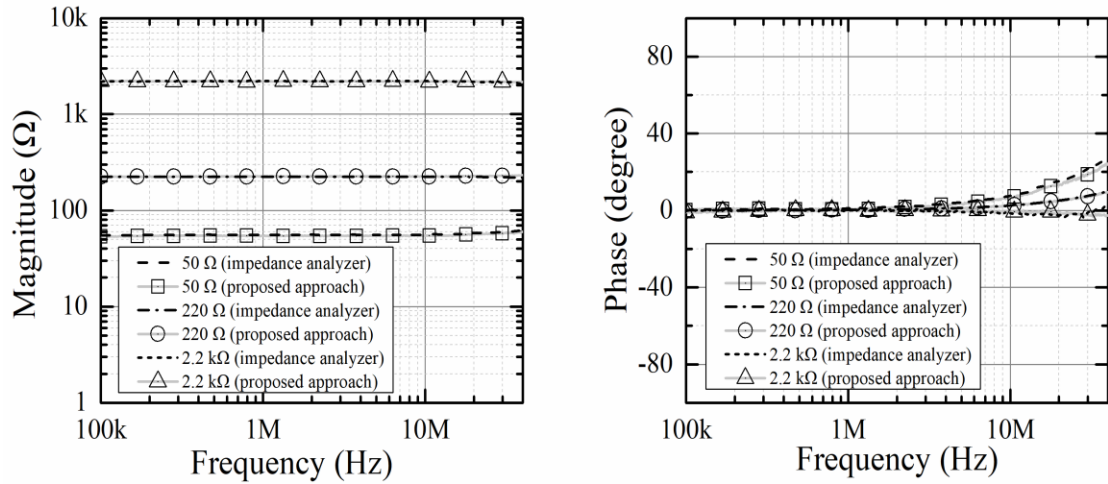 10k
1k
100
10
1
Magnitude (Ω)
50 Ω (impedance analyzer)
50 Ω (proposed approach)
220 Ω (impedance analyzer)
220 Ω (proposed approach)
2.2 kΩ (impedance analyzer)
2.2 kΩ (proposed approach)
100k 1M 10M
Frequency (Hz)
80
40
0
-40
-80
Phase (degree)
50 Ω (impedance analyzer)
50 Ω (proposed approach)
220 Ω (impedance analyzer)
220 Ω (proposed approach)
2.2 kΩ (impedance analyzer)
2.2 kΩ (proposed approach)
100k 1M 10M
Frequency (Hz)